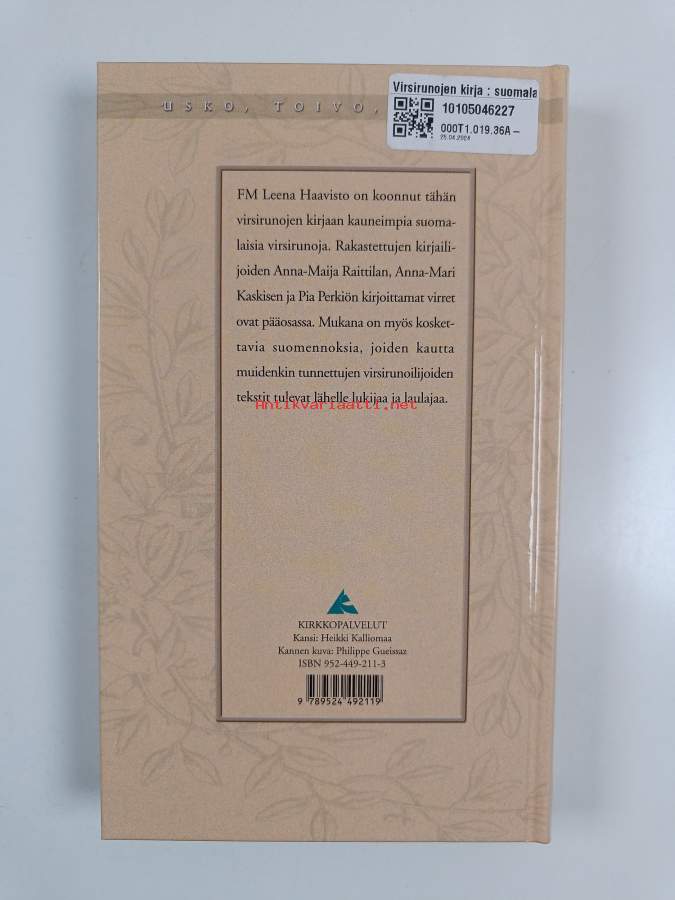 USKO, TOIVO,
Virsirunojen kirja : suomala
10105046227
000T1.019.36A –
25.04.2024
FM Leena Haavisto on koonnut tähän
virsirunojen kirjaan kauneimpia suoma-
laisia virsirunoja. Rakastettujen kirjaili-
joiden Anna-Maija Raittilan, Anna-Mari
Kaskisen ja Pia Perkiön kirjoittamat virret
ovat pääosassa. Mukana on myös kosket-
tavia suomennoksia, joiden kautta
muidenkin tunnettujen virsirunoilijoiden
tekstit tulevat lähelle lukijaa ja laulajaa.
Antikvariaatti.net
KIRKKOPALVELUT
Kansi: Heikki Kalliomaa
Kannen kuva: Philippe Gueissaz
ISBN 952-449-211-3
9 789524 492119